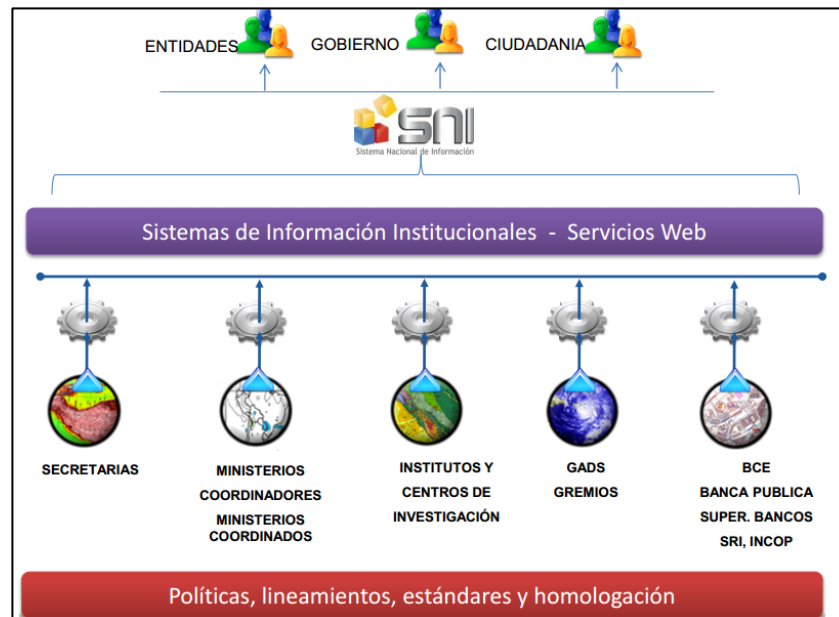 ENTIDADES
GOBIERNO
CIUDADANIA
SNI
Sistema Nacional de Información
Sistemas de Información Institucionales - Servicios Web
SECRETARIAS
MINISTERIOS
COORDINADORES
MINISTERIOS
COORDINADOS
INSTITUTOS Y
CENTROS DE
INVESTIGACIÓN
GADS
GREMIOS
BCE
BANCA PUBLICA
SUPER. BANCOS
SRI, INCOP
Políticas, lineamientos, estándares y homologación